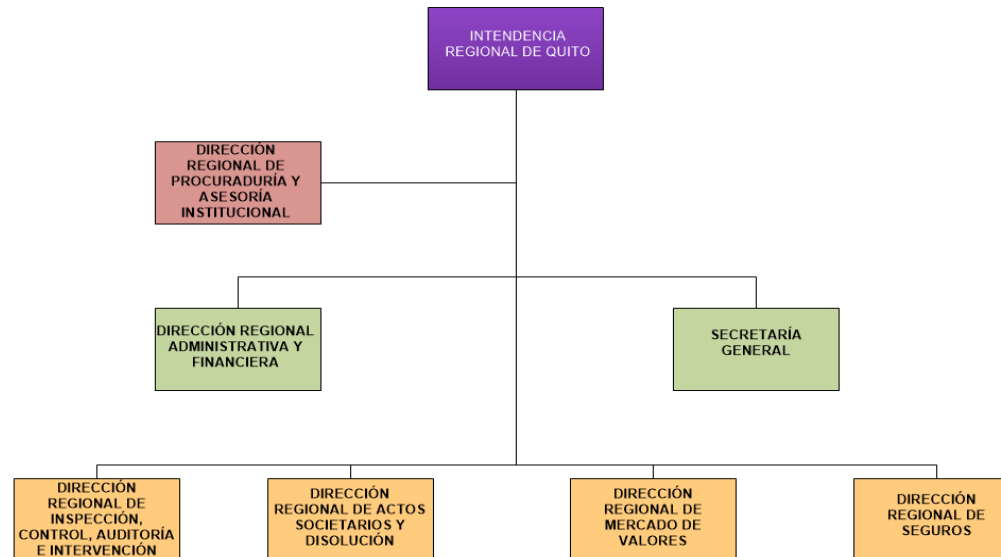 INTENDENCIA
REGIONAL DE QUITO
DIRECCIÓN
REGIONAL DE
PROCURADURÍA Y
ASESORÍA
INSTITUCIONAL
DIRECCIÓN REGIONAL
ADMINISTRATIVA Y
FINANCIERA
SECRETARÍA
GENERAL
DIRECCIÓN
REGIONAL DE
INSPECCIÓN,
CONTROL, AUDITORÍA
E INTERVENCIÓN
DIRECCIÓN
REGIONAL DE ACTOS
SOCIETARIOS Y
DISOLUCIÓN
DIRECCIÓN
REGIONAL DE
MERCADO DE
VALORES
DIRECCIÓN
REGIONAL DE
SEGUROS